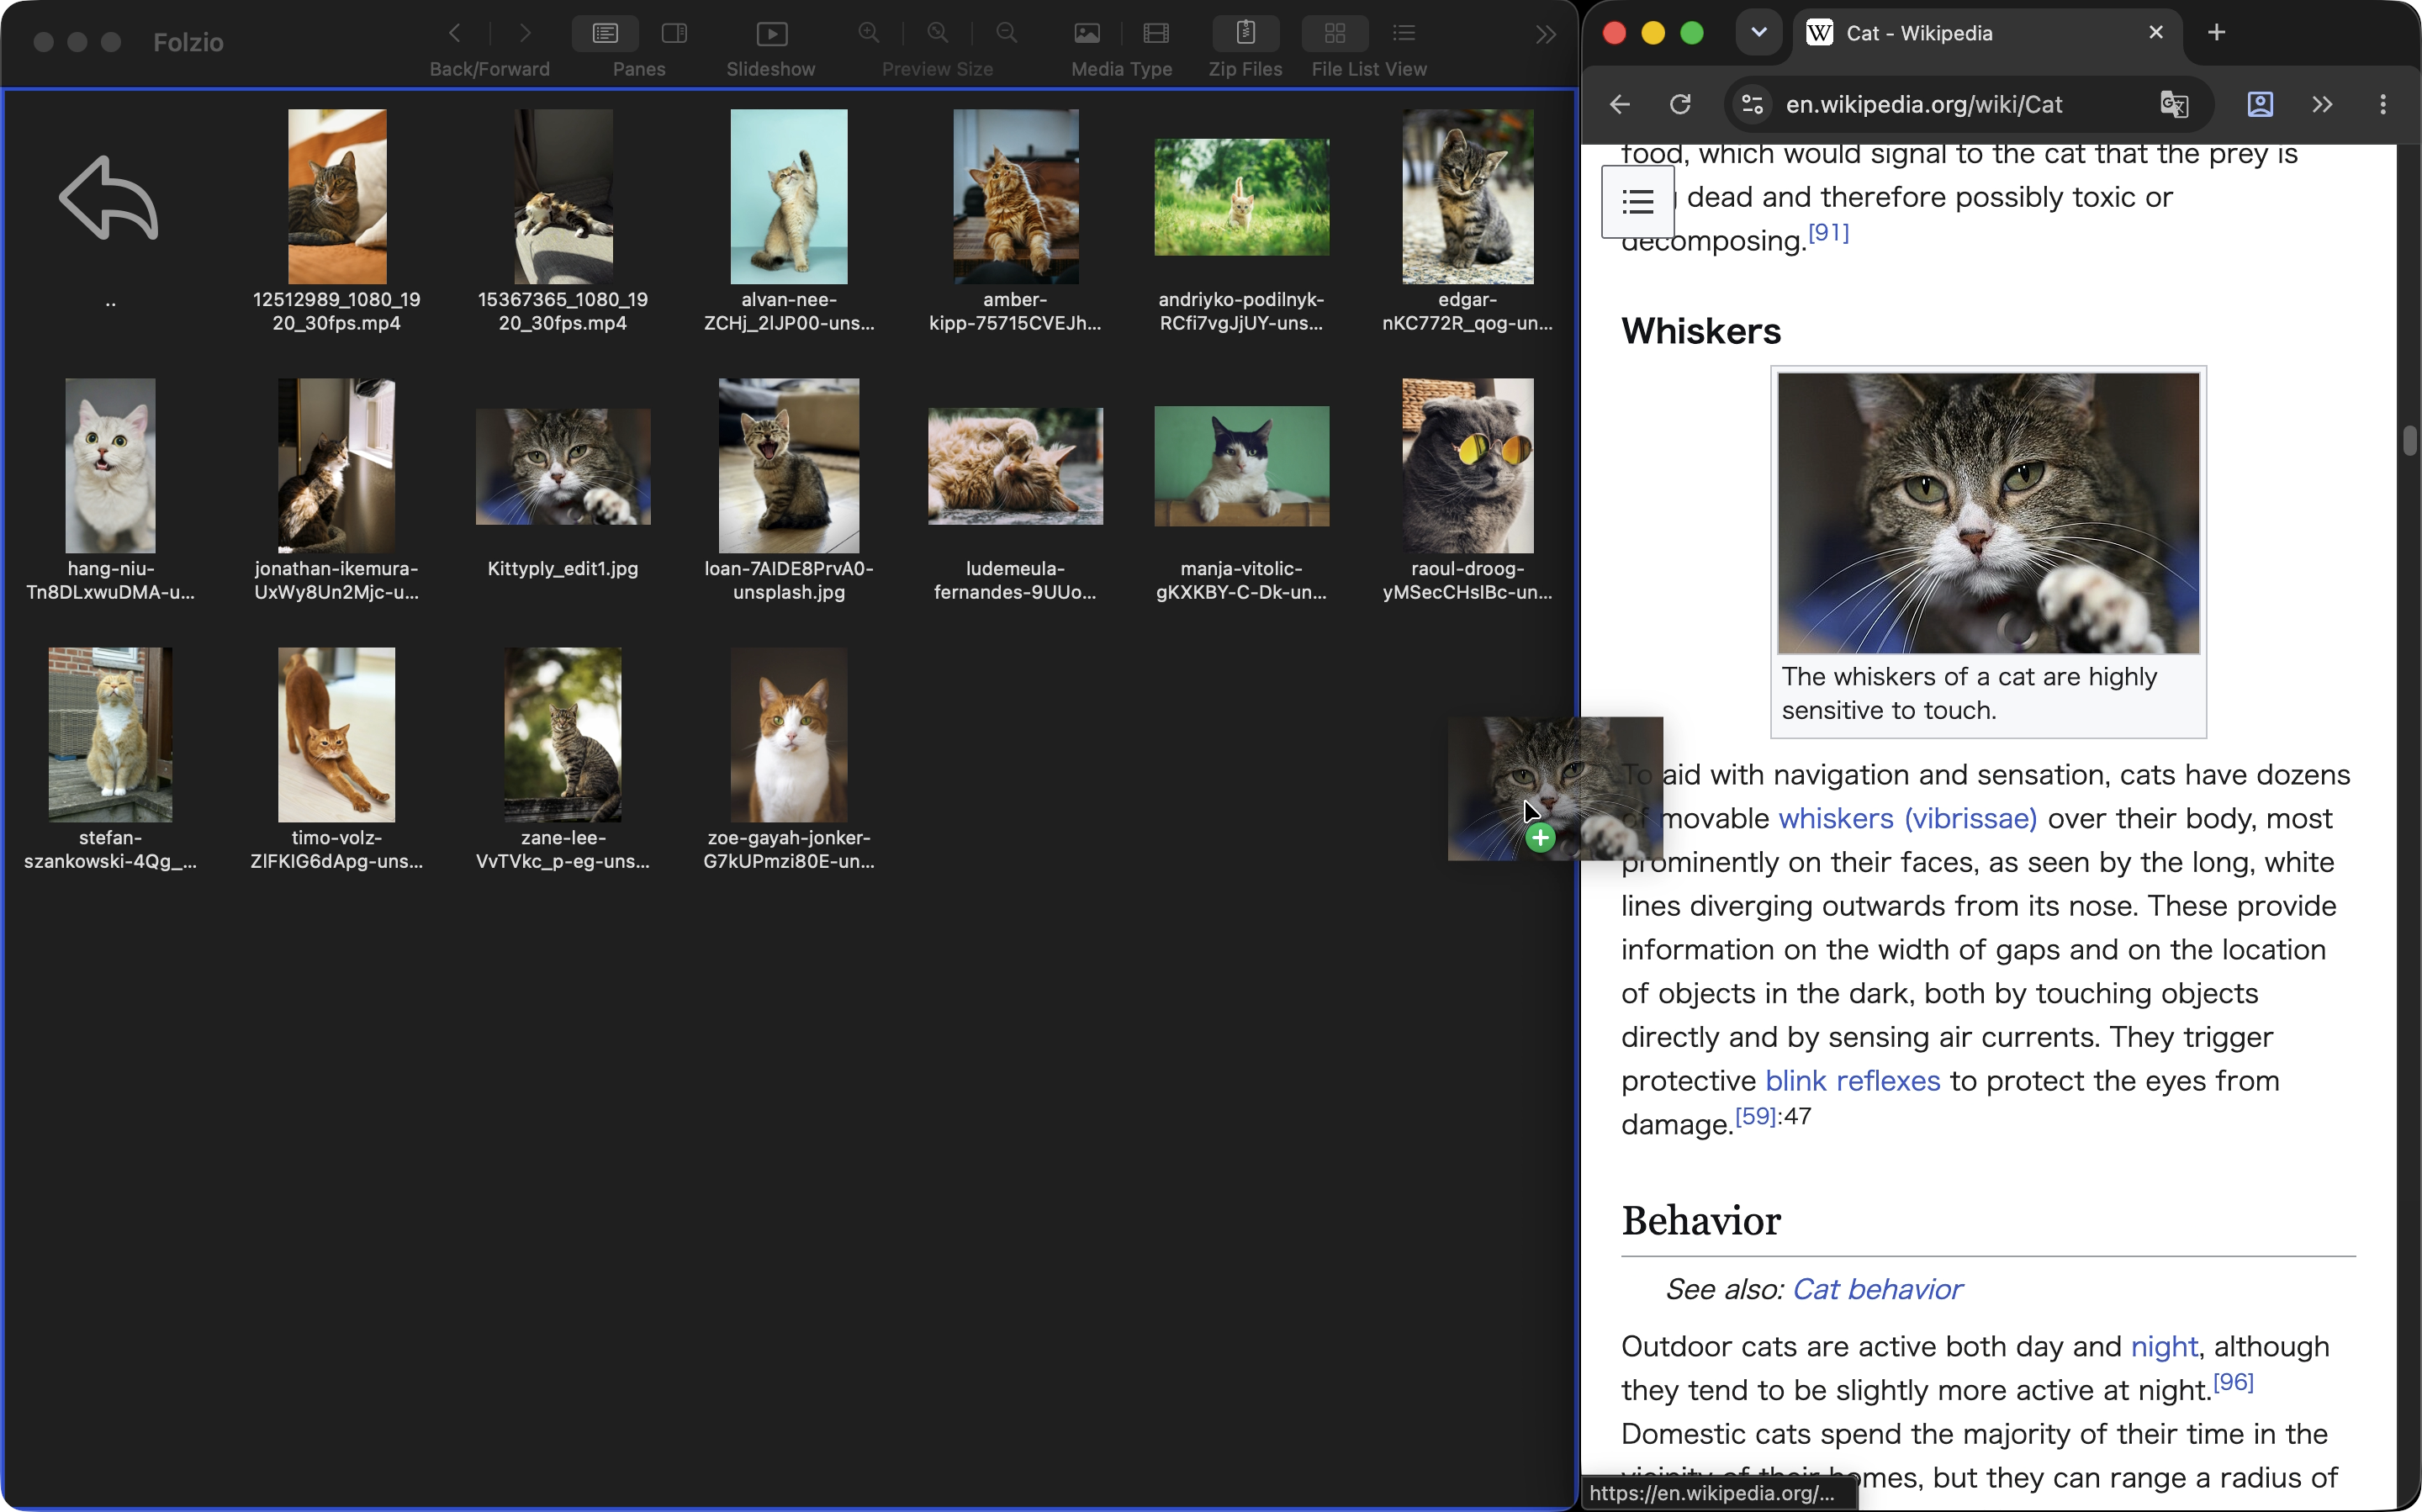 Folzio
Back/Forward
Panes
Slideshow
Preview Size
Media Type
Zip Files
File List View
..
12512989_1080_19
20_30fps.mp4
15367365_1080_19
20_30fps.mp4
alvan-nee-
ZCHj_2lJP00-uns...
amber-
kipp-75715CVEJh...
andriyko-podilnyk-
RCfi7vgJjUY-uns...
edgar-
nKC772R_qog-un...
hang-niu-
Tn8DLxwuDMA-u...
jonathan-ikemura-
UxWy8Un2Mjc-u...
Kittyply_edit1.jpg
loan-7AIDE8PrvA0-
unsplash.jpg
ludemeula-
fernandes-9UUo...
manja-vitolic-
gKXKBY-C-Dk-un...
raoul-droog-
yMSecCHsIBc-un...
stefan-
szankowski-4Qg_...
timo-volz-
ZlFKIG6dApg-uns...
zane-lee-
VvTVkc_p-eg-uns...
zoe-gayah-jonker-
G7kUPmzi80E-un...
W Cat - Wikipedia
en.wikipedia.org/wiki/Cat
food, which would signal to the cat that the prey is
dead and therefore possibly toxic or
decomposing.[91]
Whiskers
The whiskers of a cat are highly
sensitive to touch.
To aid with navigation and sensation, cats have dozens
of movable whiskers (vibrissae) over their body, most
prominently on their faces, as seen by the long, white
lines diverging outwards from its nose. These provide
information on the width of gaps and on the location
of objects in the dark, both by touching objects
directly and by sensing air currents. They trigger
protective blink reflexes to protect the eyes from
damage.[59]:47
Behavior
See also: Cat behavior
Outdoor cats are active both day and night, although
they tend to be slightly more active at night.[96]
Domestic cats spend the majority of their time in the
vicinity of their homes, but they can range a radius of
https://en.wikipedia.org/...